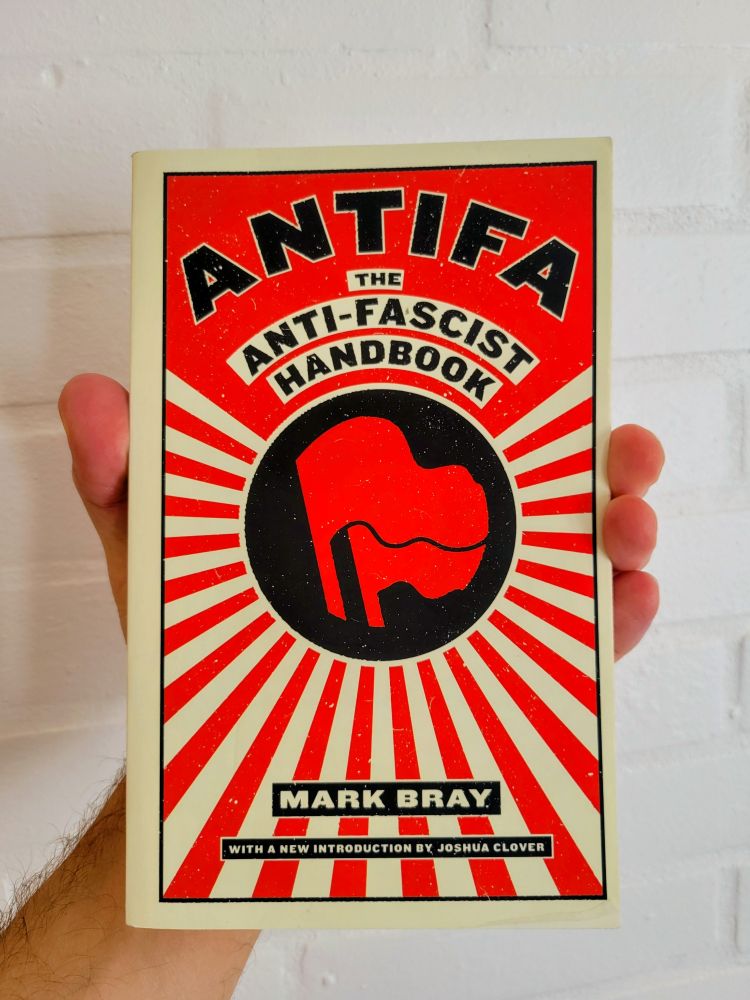 ANTIFA
THE
ANTI-FASCIST
HANDBOOK
MARK BRAY
WITH A NEW INTRODUCTION BY JOSHUA CLOVER